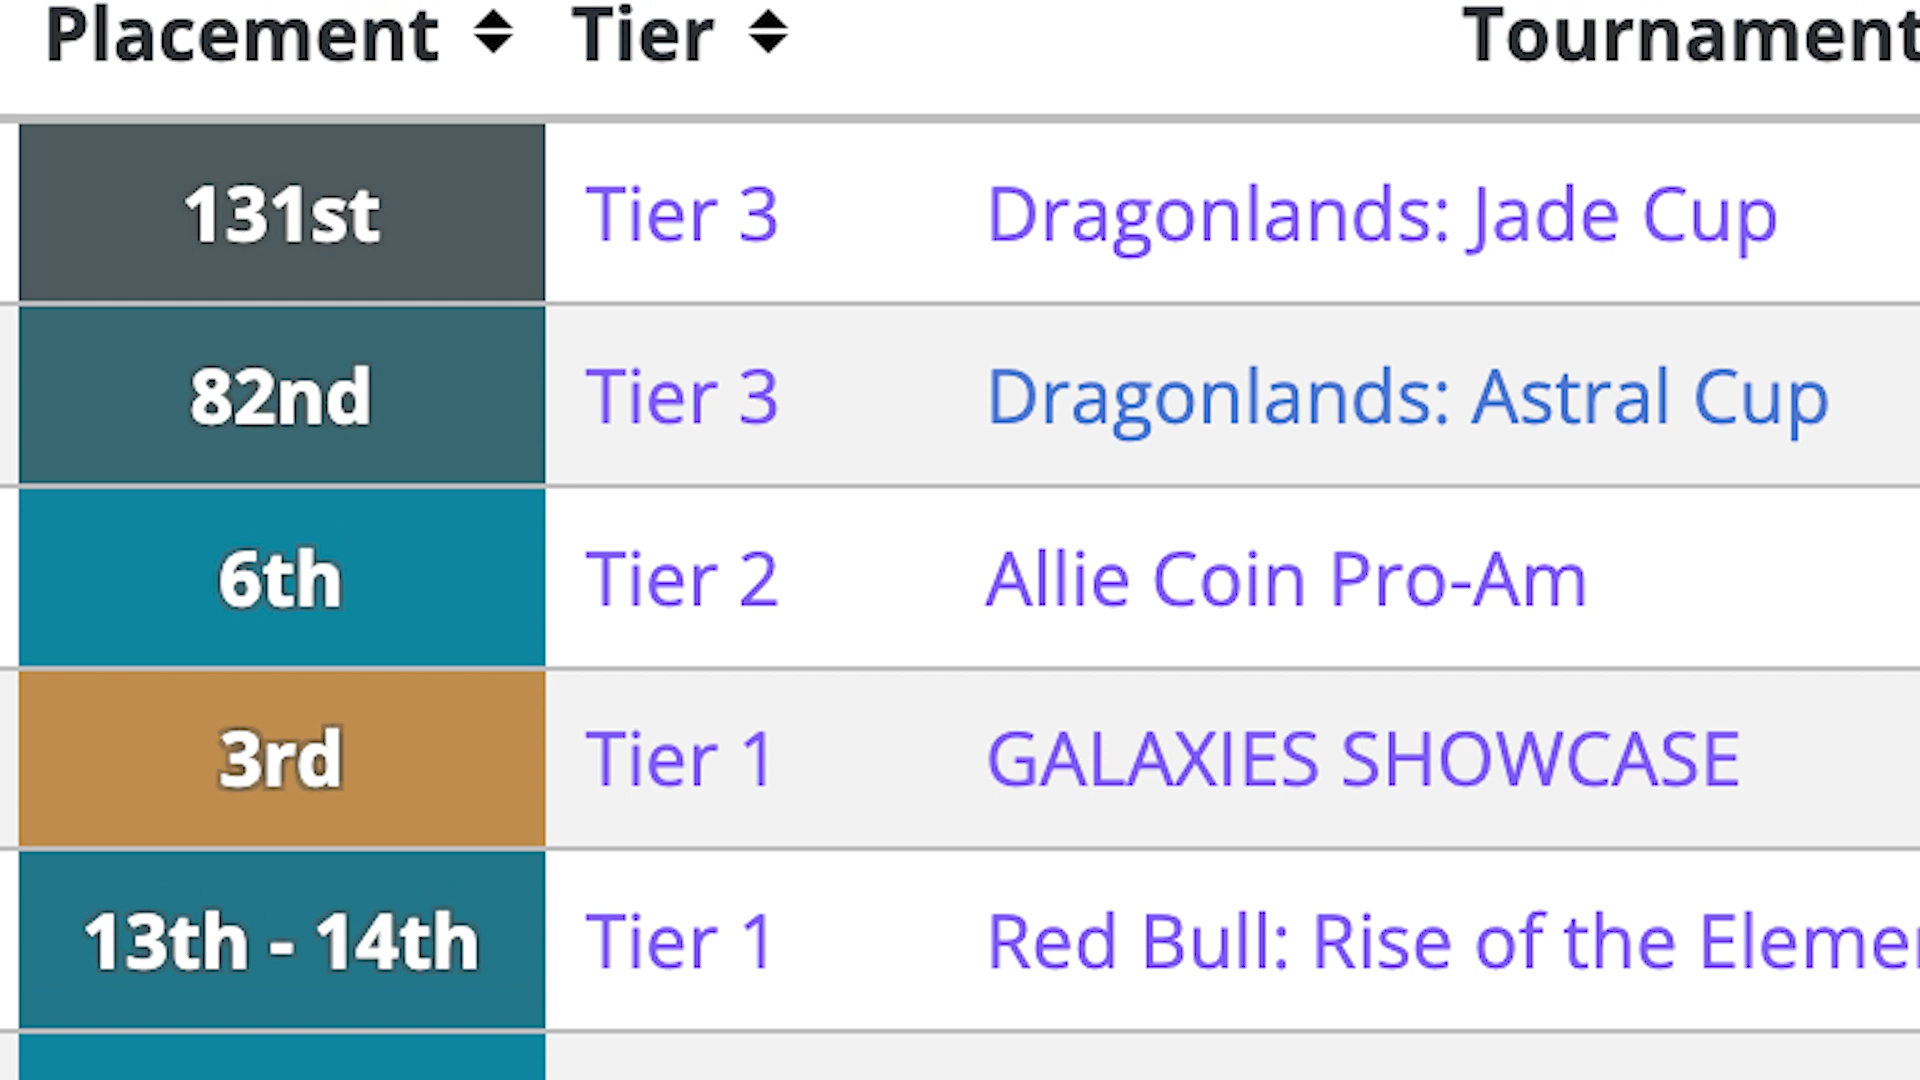 Placement Tier Tournament
131st Tier 3 Dragonlands: Jade Cup
82nd Tier 3 Dragonlands: Astral Cup
6th Tier 2 Allie Coin Pro-Am
3rd Tier 1 GALAXIES SHOWCASE
13th - 14th Tier 1 Red Bull: Rise of the